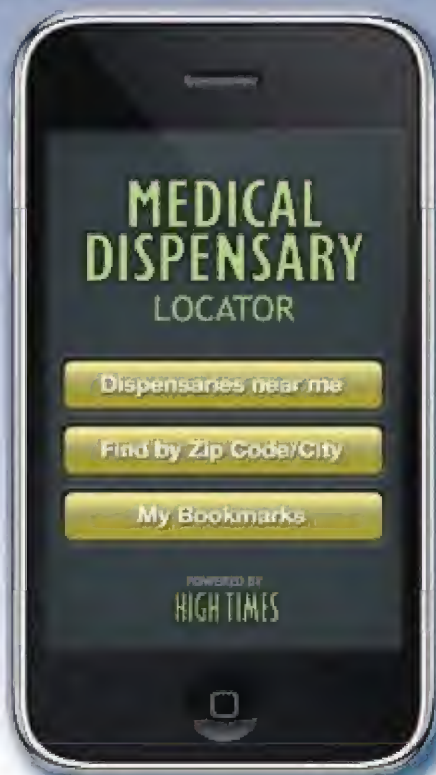 MEDICAL
DISPENSARY
LOCATOR
Dispensaries near me
Find by Zip Code/City
My Bookmarks
POWERED BY
HIGH TIMES